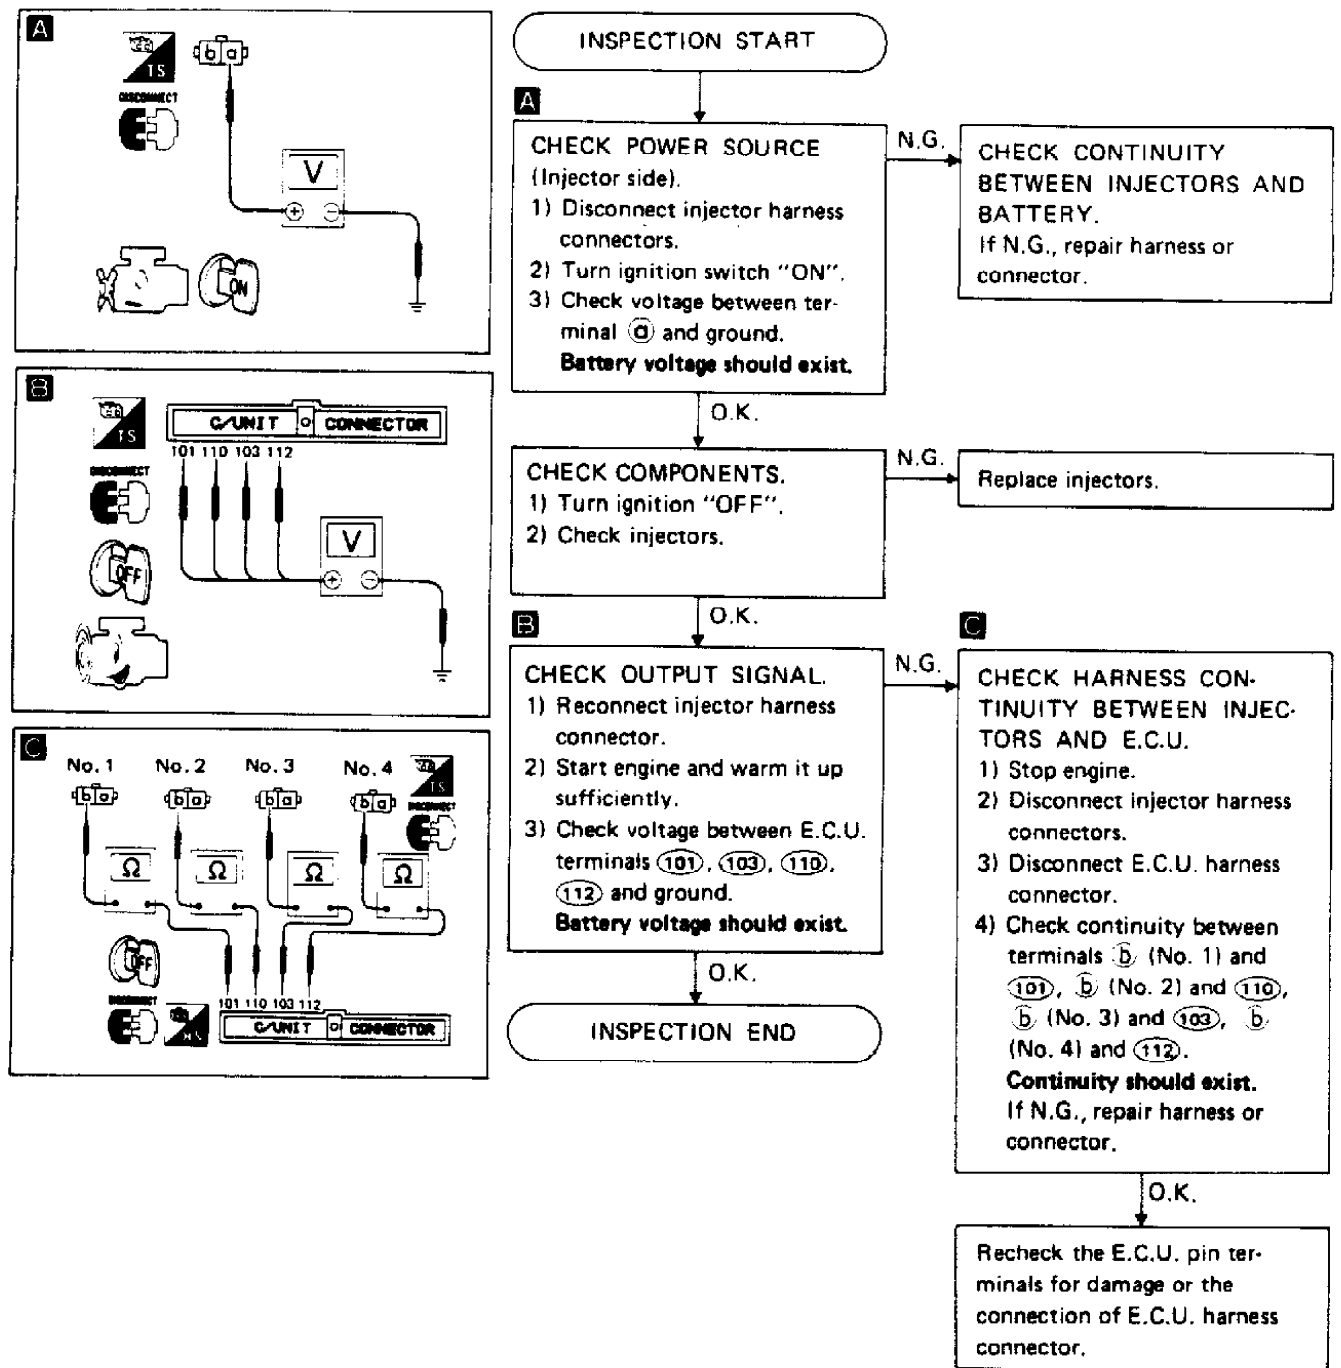 A
TS
b a
DISCONNECT
V
+ −
ON
B
TS
C/UNIT CONNECTOR
101 110 103 112
DISCONNECT
V
OFF
+ −
C
No. 1 No. 2 No. 3 No. 4
TS
b a b a b a b a
DISCONNECT
Ω Ω Ω Ω
OFF
DISCONNECT
101 110 103 112
C/UNIT CONNECTOR
INSPECTION START
A
CHECK POWER SOURCE
(Injector side).
1) Disconnect injector harness
connectors.
2) Turn ignition switch "ON".
3) Check voltage between ter-
minal ⓐ and ground.
Battery voltage should exist.
N.G.
CHECK CONTINUITY
BETWEEN INJECTORS AND
BATTERY.
If N.G., repair harness or
connector.
O.K.
CHECK COMPONENTS.
1) Turn ignition "OFF".
2) Check injectors.
N.G.
Replace injectors.
O.K.
B
CHECK OUTPUT SIGNAL.
1) Reconnect injector harness
connector.
2) Start engine and warm it up
sufficiently.
3) Check voltage between E.C.U.
terminals (101), (103), (110),
(112) and ground.
Battery voltage should exist.
N.G.
O.K.
INSPECTION END
C
CHECK HARNESS CON-
TINUITY BETWEEN INJEC-
TORS AND E.C.U.
1) Stop engine.
2) Disconnect injector harness
connectors.
3) Disconnect E.C.U. harness
connector.
4) Check continuity between
terminals ⓑ (No. 1) and
(101), ⓑ (No. 2) and (110),
ⓑ (No. 3) and (103), ⓑ
(No. 4) and (112).
Continuity should exist.
If N.G., repair harness or
connector.
O.K.
Recheck the E.C.U. pin ter-
minals for damage or the
connection of E.C.U. harness
connector.